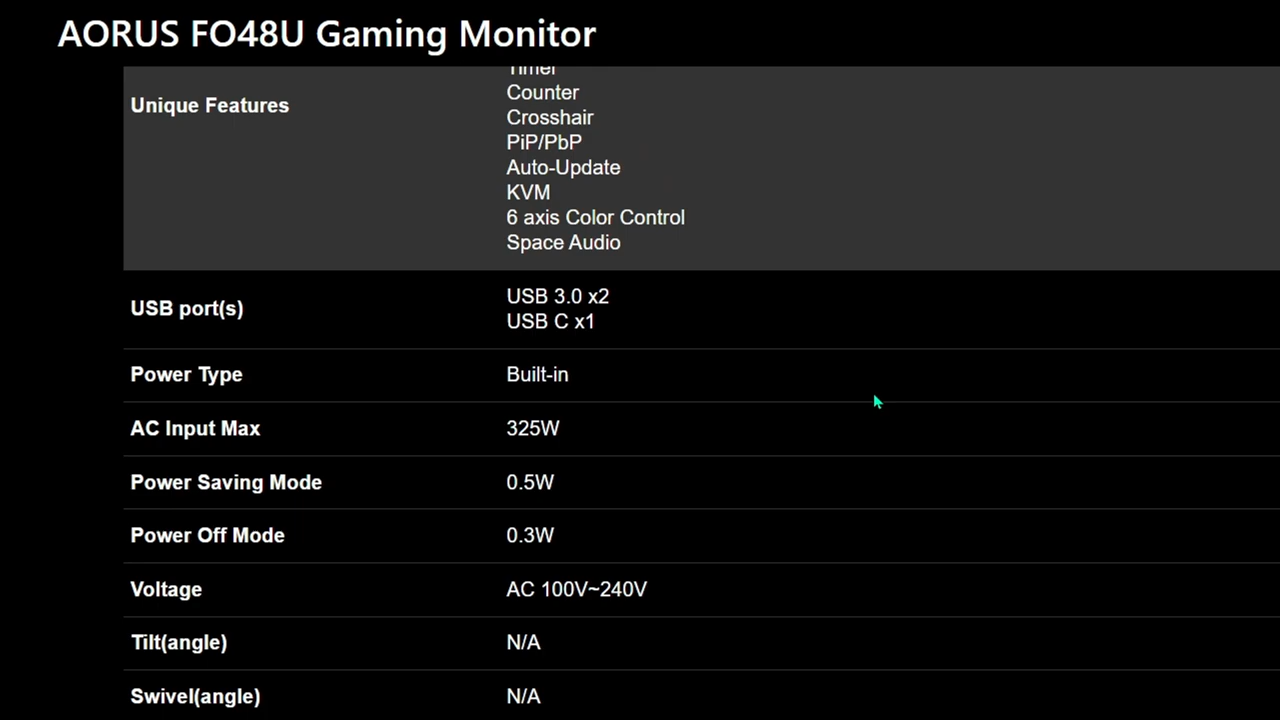 AORUS FO48U Gaming Monitor
Timer
Counter
Unique Features
Crosshair
PiP/PbP
Auto-Update
KVM
6 axis Color Control
Space Audio
USB port(s)
USB 3.0 x2
USB C x1
Power Type
Built-in
AC Input Max
325W
Power Saving Mode
0.5W
Power Off Mode
0.3W
Voltage
AC 100V~240V
Tilt(angle)
N/A
Swivel(angle)
N/A